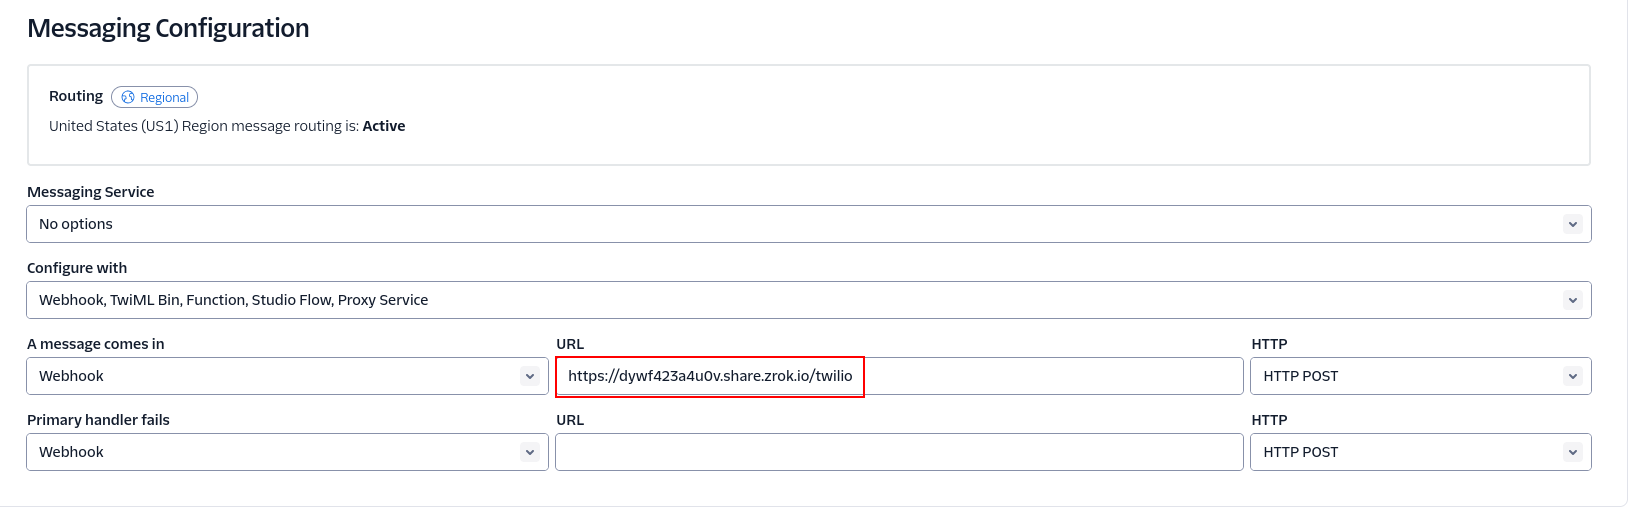 Messaging Configuration
Routing Regional
United States (US1) Region message routing is: Active
Messaging Service
No options
Configure with
Webhook, TwiML Bin, Function, Studio Flow, Proxy Service
A message comes in URL HTTP
Webhook https://dywf423a4u0v.share.zrok.io/twilio HTTP POST
Primary handler fails URL HTTP
Webhook HTTP POST